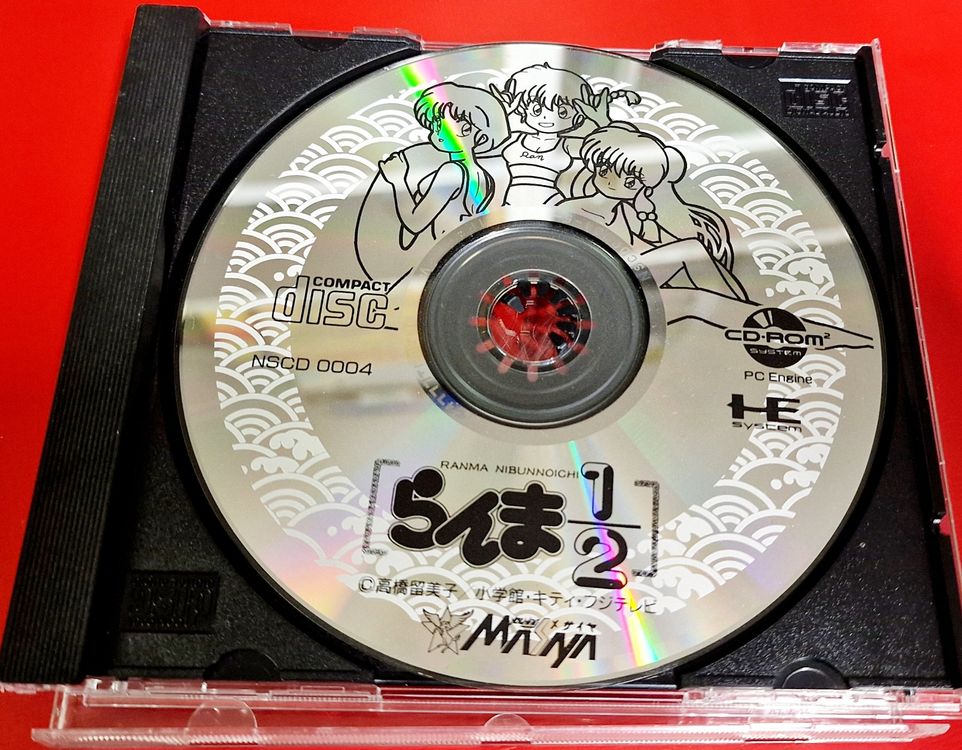 Ran
COMPACT
disc
NSCD 0004
CD-ROM²
SYSTEM
PC Engine
HE
System
RANMA NIBUNNOICHI
らんま1/2
©高橋留美子 小学館・キティ・フジテレビ
メサイヤ
MASAYA